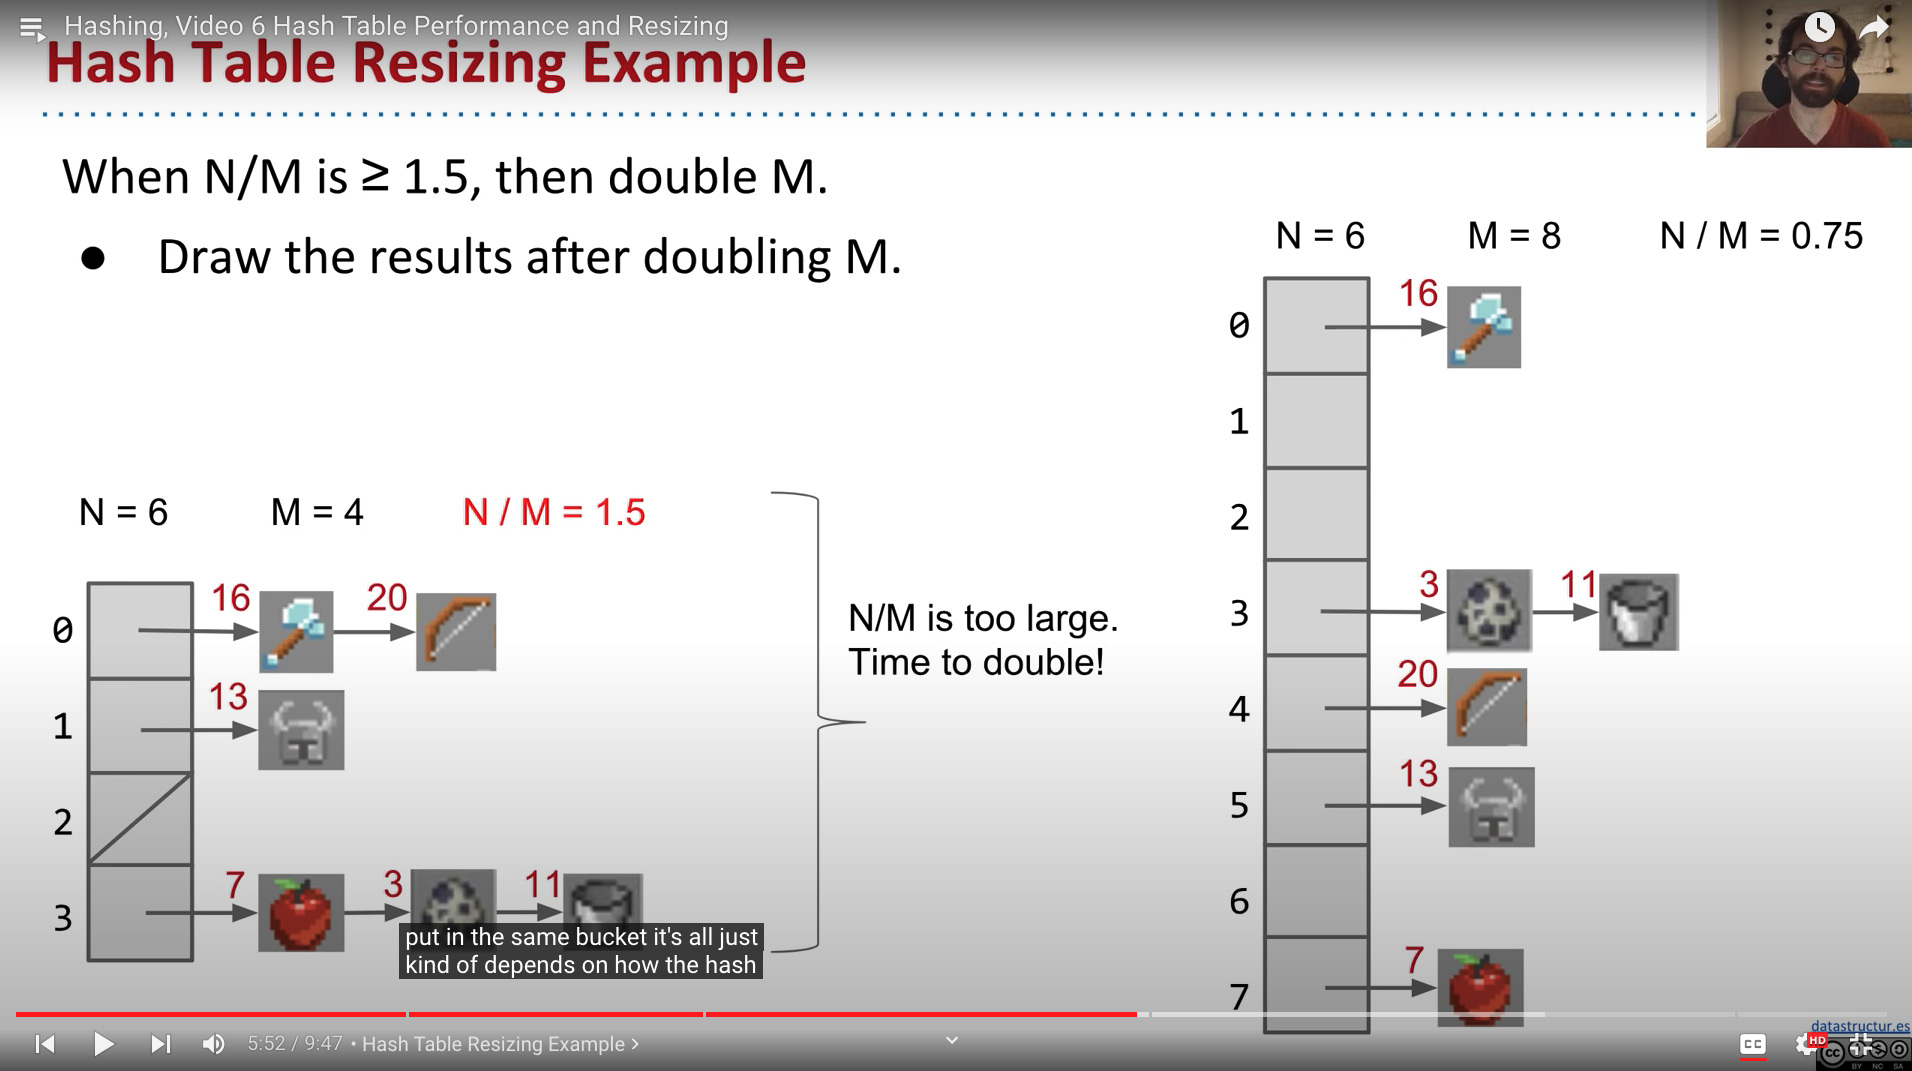 Hashing, Video 6 Hash Table Performance and Resizing
Hash Table Resizing Example
When N/M is ≥ 1.5, then double M.
● Draw the results after doubling M.
N = 6 M = 8 N / M = 0.75
0 16
1
2
3 3 11
4 20
5 13
6
7 7
N = 6 M = 4 N / M = 1.5
0 16 20
1 13
2
3 7 3 11
N/M is too large.
Time to double!
put in the same bucket it's all just
kind of depends on how the hash
5:52 / 9:47 • Hash Table Resizing Example >
CC
HD
datastructur.es
cc
BY NC SA